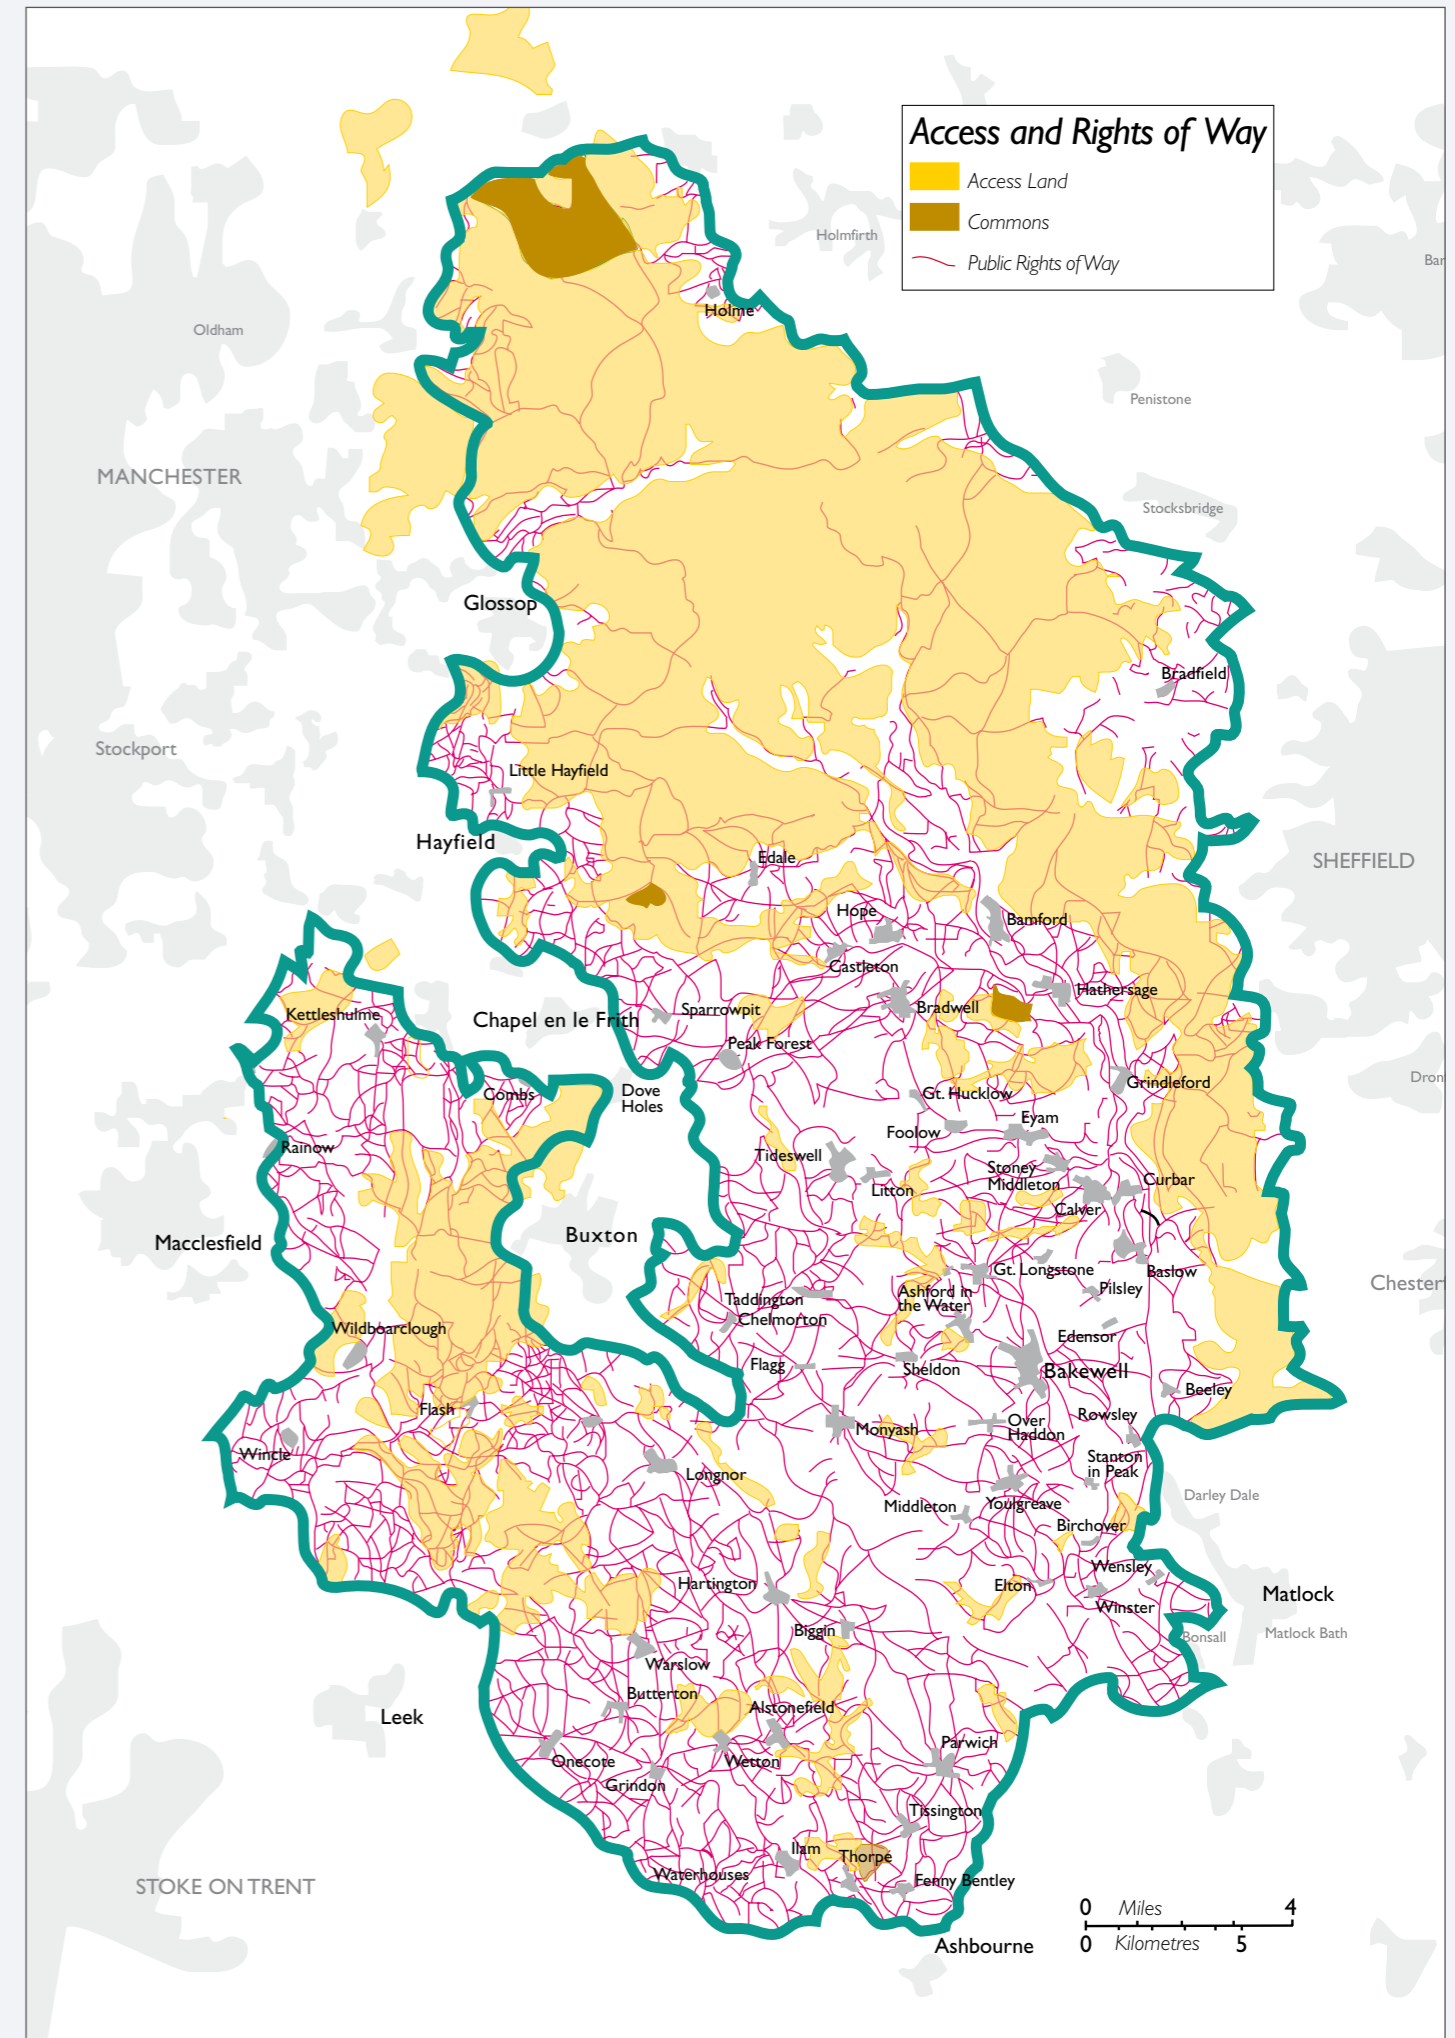 Access and Rights of Way
Access Land
Commons
Public Rights of Way
Holmfirth
Bar
Holme
Oldham
Penistone
MANCHESTER
Stocksbridge
Glossop
Bradfield
Stockport
Little Hayfield
Hayfield
Edale
SHEFFIELD
Hope
Bamford
Castleton
Hathersage
Kettleshulme
Chapel en le Frith
Sparrowpit
Bradwell
Peak Forest
Dron
Grindleford
Combs
Dove
Holes
Gt. Hucklow
Eyam
Foolow
Rainow
Tideswell
Stoney
Middleton
Curbar
Litton
Calver
Macclesfield
Buxton
Gt. Longstone
Baslow
Chesterf
Pilsley
Ashford in
the Water
Taddington
Chelmorton
Wildboarclough
Edensor
Flagg
Sheldon
Bakewell
Beeley
Flash
Rowsley
Over
Haddon
Monyash
Wincle
Stanton
in Peak
Longnor
Darley Dale
Middleton
Youlgreave
Birchover
Wensley
Hartington
Elton
Matlock
Winster
Biggin
Bonsall
Matlock Bath
Warslow
Butterton
Alstonefield
Leek
Parwich
Onecote
Wetton
Grindon
Tissington
Ilam
Thorpe
Waterhouses
Fenny Bentley
STOKE ON TRENT
0 Miles 4
0 Kilometres 5
Ashbourne